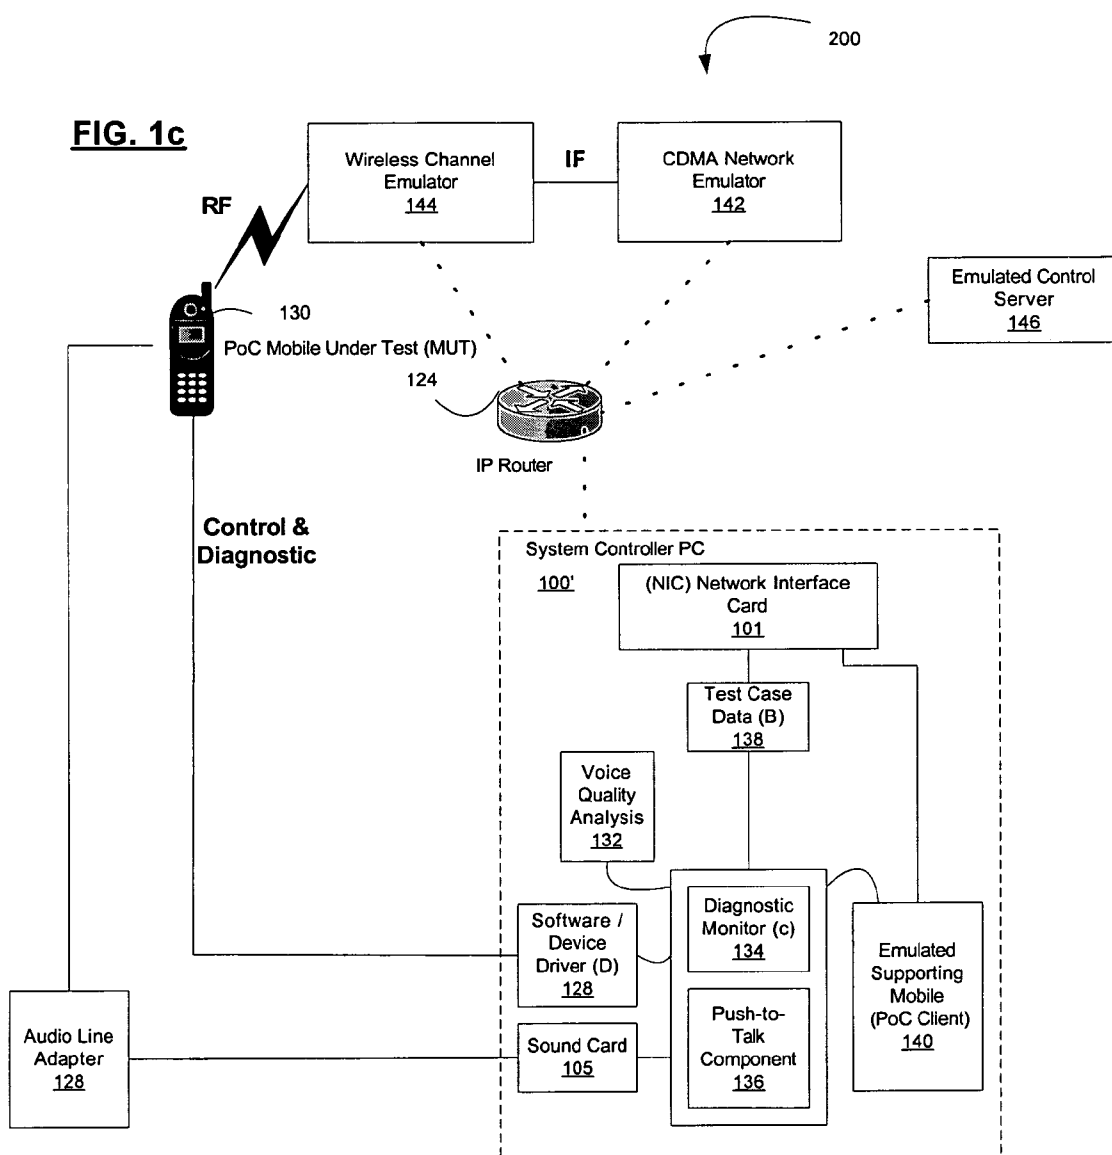 200
FIG. 1c
Wireless Channel
Emulator
144
IF
CDMA Network
Emulator
142
RF
Emulated Control
Server
146
130
PoC Mobile Under Test (MUT)
124
IP Router
Control &
Diagnostic
System Controller PC
100'
(NIC) Network Interface
Card
101
Test Case
Data (B)
138
Voice
Quality
Analysis
132
Diagnostic
Monitor (c)
134
Software /
Device
Driver (D)
128
Emulated
Supporting
Mobile
(PoC Client)
140
Push-to-
Talk
Component
136
Audio Line
Adapter
128
Sound Card
105